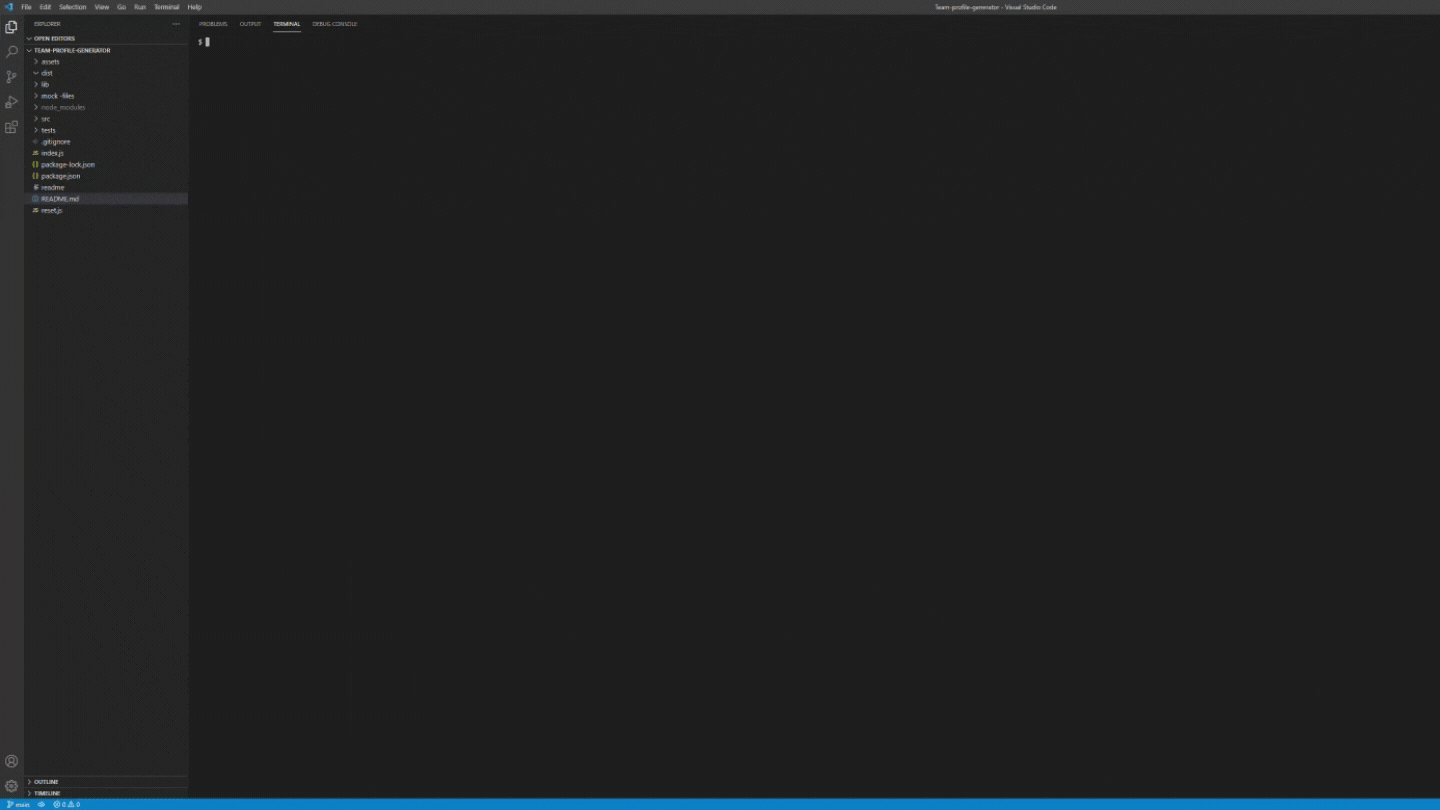 File Edit Selection View Go Run Terminal Help
Team-profile-generator - Visual Studio Code
EXPLORER
PROBLEMS OUTPUT TERMINAL DEBUG CONSOLE
OPEN EDITORS
$
TEAM-PROFILE-GENERATOR
assets
dist
lib
mock -files
node_modules
src
tests
.gitignore
JS index.js
{} package-lock.json
{} package.json
readme
README.md
JS reset.js
OUTLINE
TIMELINE
main 0 0